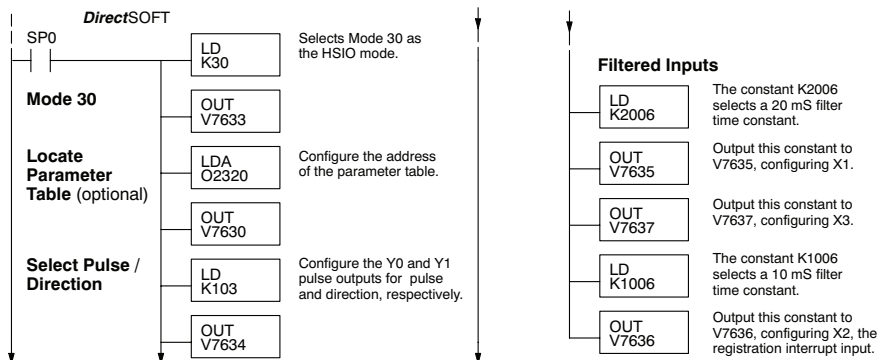 DirectSOFT
SP0
LD
K30
Selects Mode 30 as
the HSIO mode.
Mode 30
OUT
V7633
Locate
Parameter
Table (optional)
LDA
O2320
Configure the address
of the parameter table.
OUT
V7630
Select Pulse /
Direction
LD
K103
Configure the Y0 and Y1
pulse outputs for pulse
and direction, respectively.
OUT
V7634
Filtered Inputs
LD
K2006
The constant K2006
selects a 20 mS filter
time constant.
OUT
V7635
Output this constant to
V7635, configuring X1.
OUT
V7637
Output this constant to
V7637, configuring X3.
LD
K1006
The constant K1006
selects a 10 mS filter
time constant.
OUT
V7636
Output this constant to
V7636, configuring X2, the
registration interrupt input.